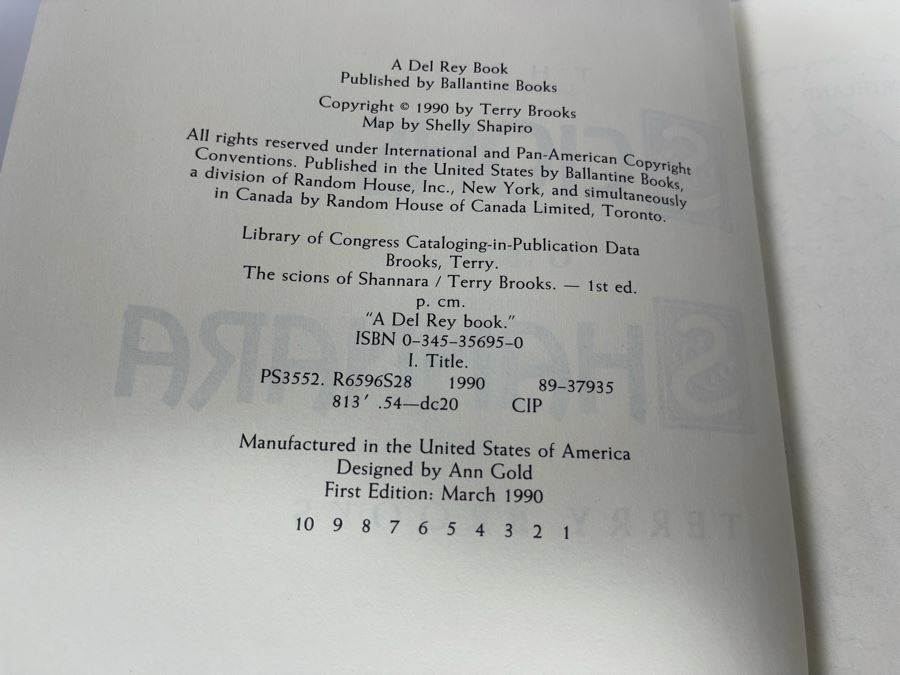 A Del Rey Book
Published by Ballantine Books
Copyright © 1990 by Terry Brooks
Map by Shelly Shapiro
All rights reserved under International and Pan-American Copyright
Conventions. Published in the United States by Ballantine Books,
a division of Random House, Inc., New York, and simultaneously
in Canada by Random House of Canada Limited, Toronto.
Library of Congress Cataloging-in-Publication Data
Brooks, Terry.
The scions of Shannara / Terry Brooks. — 1st ed.
p. cm.
"A Del Rey book."
ISBN 0–345–35695–0
I. Title.
PS3552. R6596S28 1990 89–37935
813′ .54—dc20 CIP
Manufactured in the United States of America
Designed by Ann Gold
First Edition: March 1990
10 9 8 7 6 5 4 3 2 1